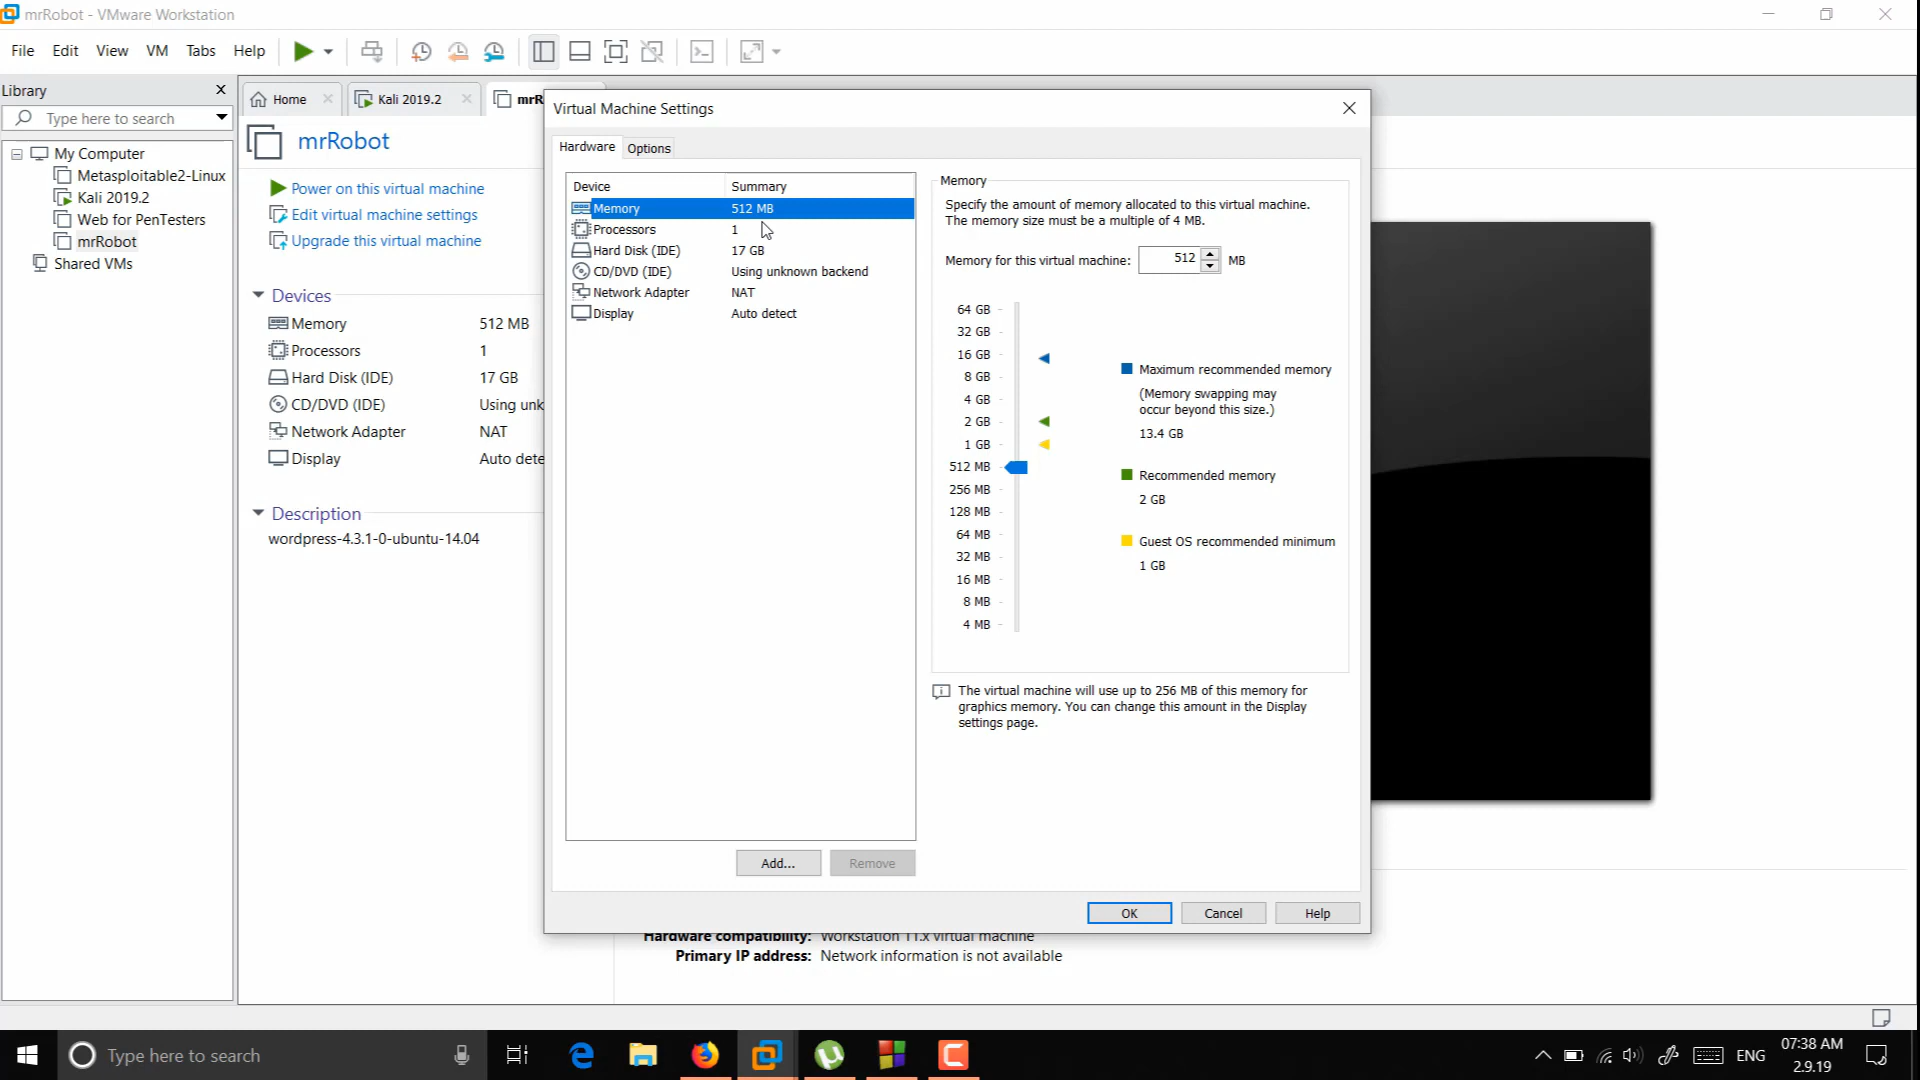 mrRobot - VMware Workstation
File Edit View VM Tabs Help
Library
Type here to search
My Computer
Metasploitable2-Linux
Kali 2019.2
Web for PenTesters
mrRobot
Shared VMs
Home
Kali 2019.2
mrR
mrRobot
Power on this virtual machine
Edit virtual machine settings
Upgrade this virtual machine
Devices
Memory 512 MB
Processors 1
Hard Disk (IDE) 17 GB
CD/DVD (IDE) Using unk
Network Adapter NAT
Display Auto dete
Description
wordpress-4.3.1-0-ubuntu-14.04
Virtual Machine Settings
Hardware Options
Device Summary
Memory 512 MB
Processors 1
Hard Disk (IDE) 17 GB
CD/DVD (IDE) Using unknown backend
Network Adapter NAT
Display Auto detect
Add... Remove
Memory
Specify the amount of memory allocated to this virtual machine.
The memory size must be a multiple of 4 MB.
Memory for this virtual machine: 512 MB
64 GB
32 GB
16 GB
8 GB
4 GB
2 GB
1 GB
512 MB
256 MB
128 MB
64 MB
32 MB
16 MB
8 MB
4 MB
Maximum recommended memory
(Memory swapping may
occur beyond this size.)
13.4 GB
Recommended memory
2 GB
Guest OS recommended minimum
1 GB
The virtual machine will use up to 256 MB of this memory for
graphics memory. You can change this amount in the Display
settings page.
OK Cancel Help
Hardware compatibility: Workstation 11.x virtual machine
Primary IP address: Network information is not available
Type here to search
ENG
07:38 AM
2.9.19